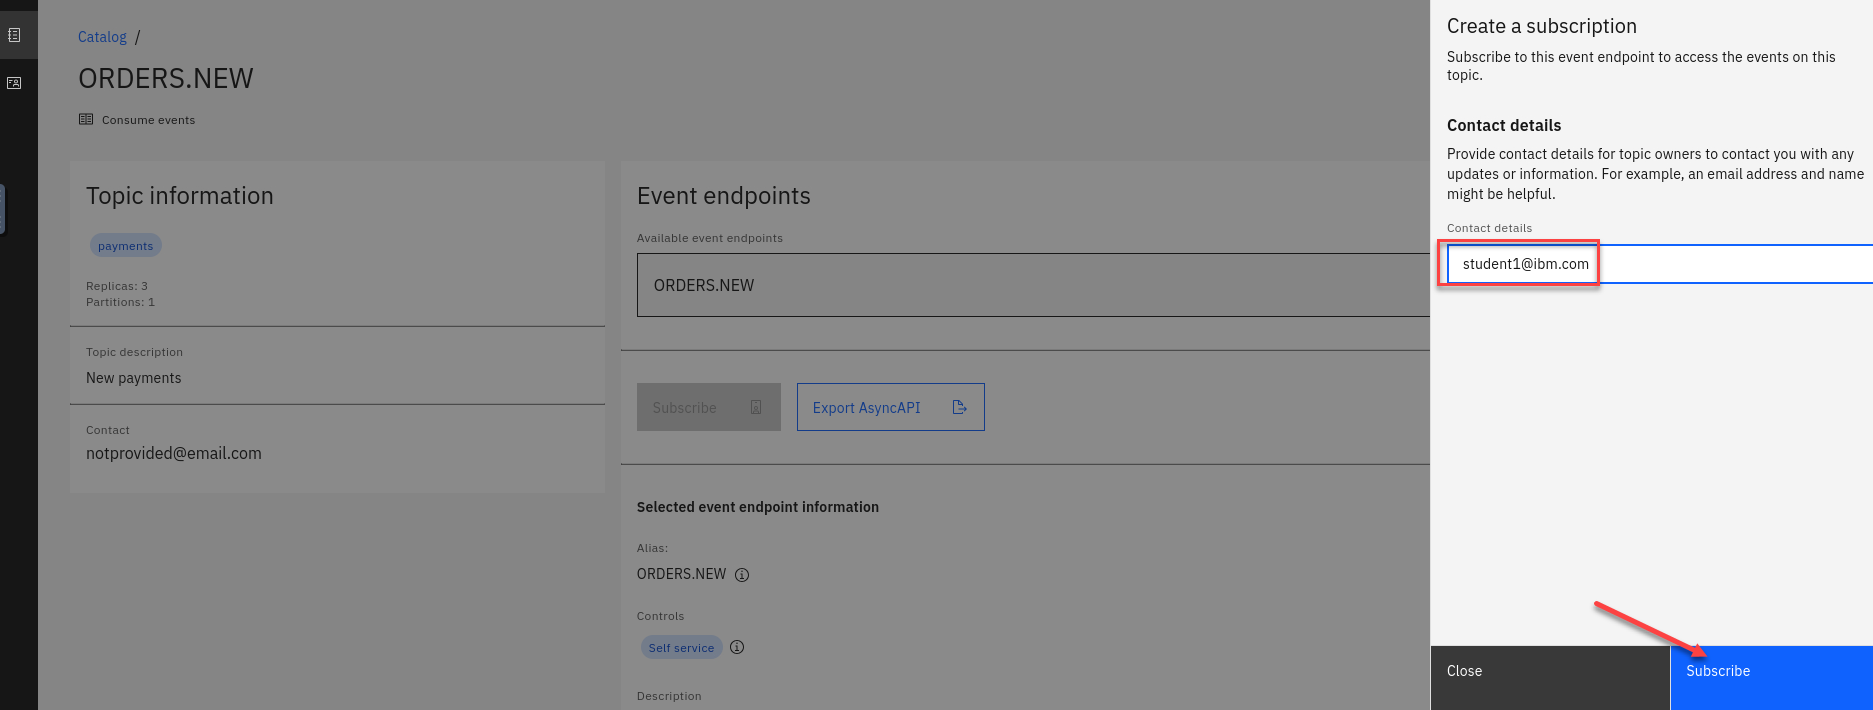 Catalog /
ORDERS.NEW
Consume events
Topic information
payments
Replicas: 3
Partitions: 1
Topic description
New payments
Contact
notprovided@email.com
Event endpoints
Available event endpoints
ORDERS.NEW
Subscribe
Export AsyncAPI
Selected event endpoint information
Alias:
ORDERS.NEW
Controls
Self service
Description
Create a subscription
Subscribe to this event endpoint to access the events on this
topic.
Contact details
Provide contact details for topic owners to contact you with any
updates or information. For example, an email address and name
might be helpful.
Contact details
student1@ibm.com
Close
Subscribe